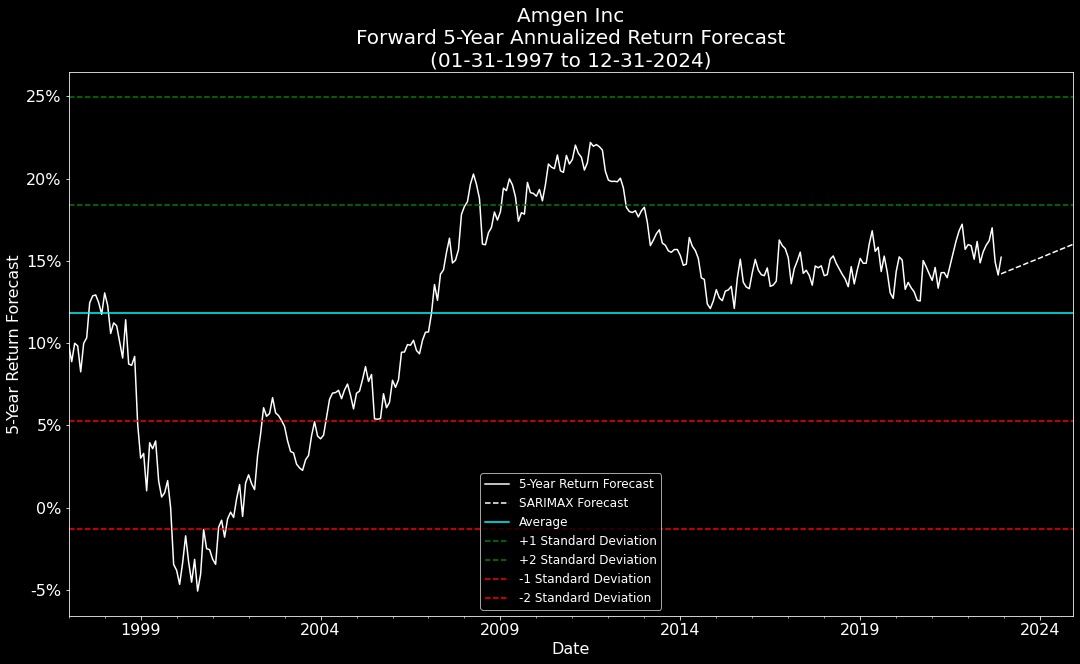 Amgen Inc
Forward 5-Year Annualized Return Forecast
(01-31-1997 to 12-31-2024)
25%
20%
15%
10%
5%
0%
-5%
5-Year Return Forecast
5-Year Return Forecast
SARIMAX Forecast
Average
+1 Standard Deviation
+2 Standard Deviation
-1 Standard Deviation
-2 Standard Deviation
1999
2004
2009
2014
2019
2024
Date